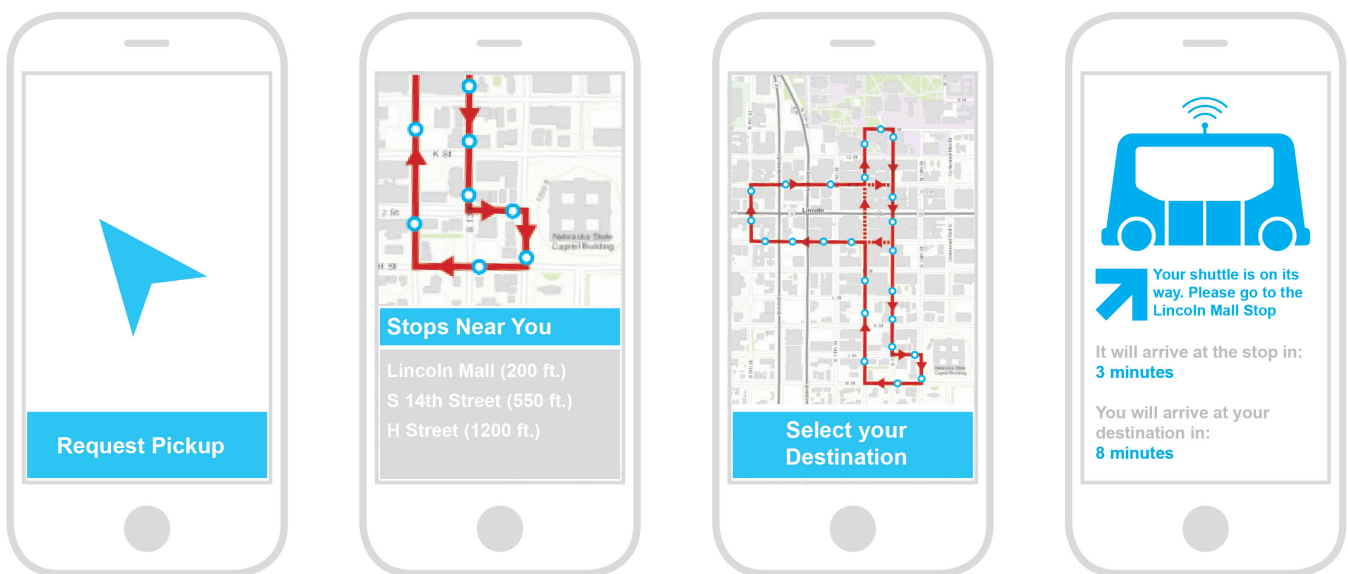 Request Pickup
K St
J St
H St
Nebraska State
Capitol Building
Stops Near You
Lincoln Mall (200 ft.)
S 14th Street (550 ft.)
H Street (1200 ft.)
Lincoln
Select your
Destination
Your shuttle is on its
way. Please go to the
Lincoln Mall Stop
It will arrive at the stop in:
3 minutes
You will arrive at your
destination in:
8 minutes